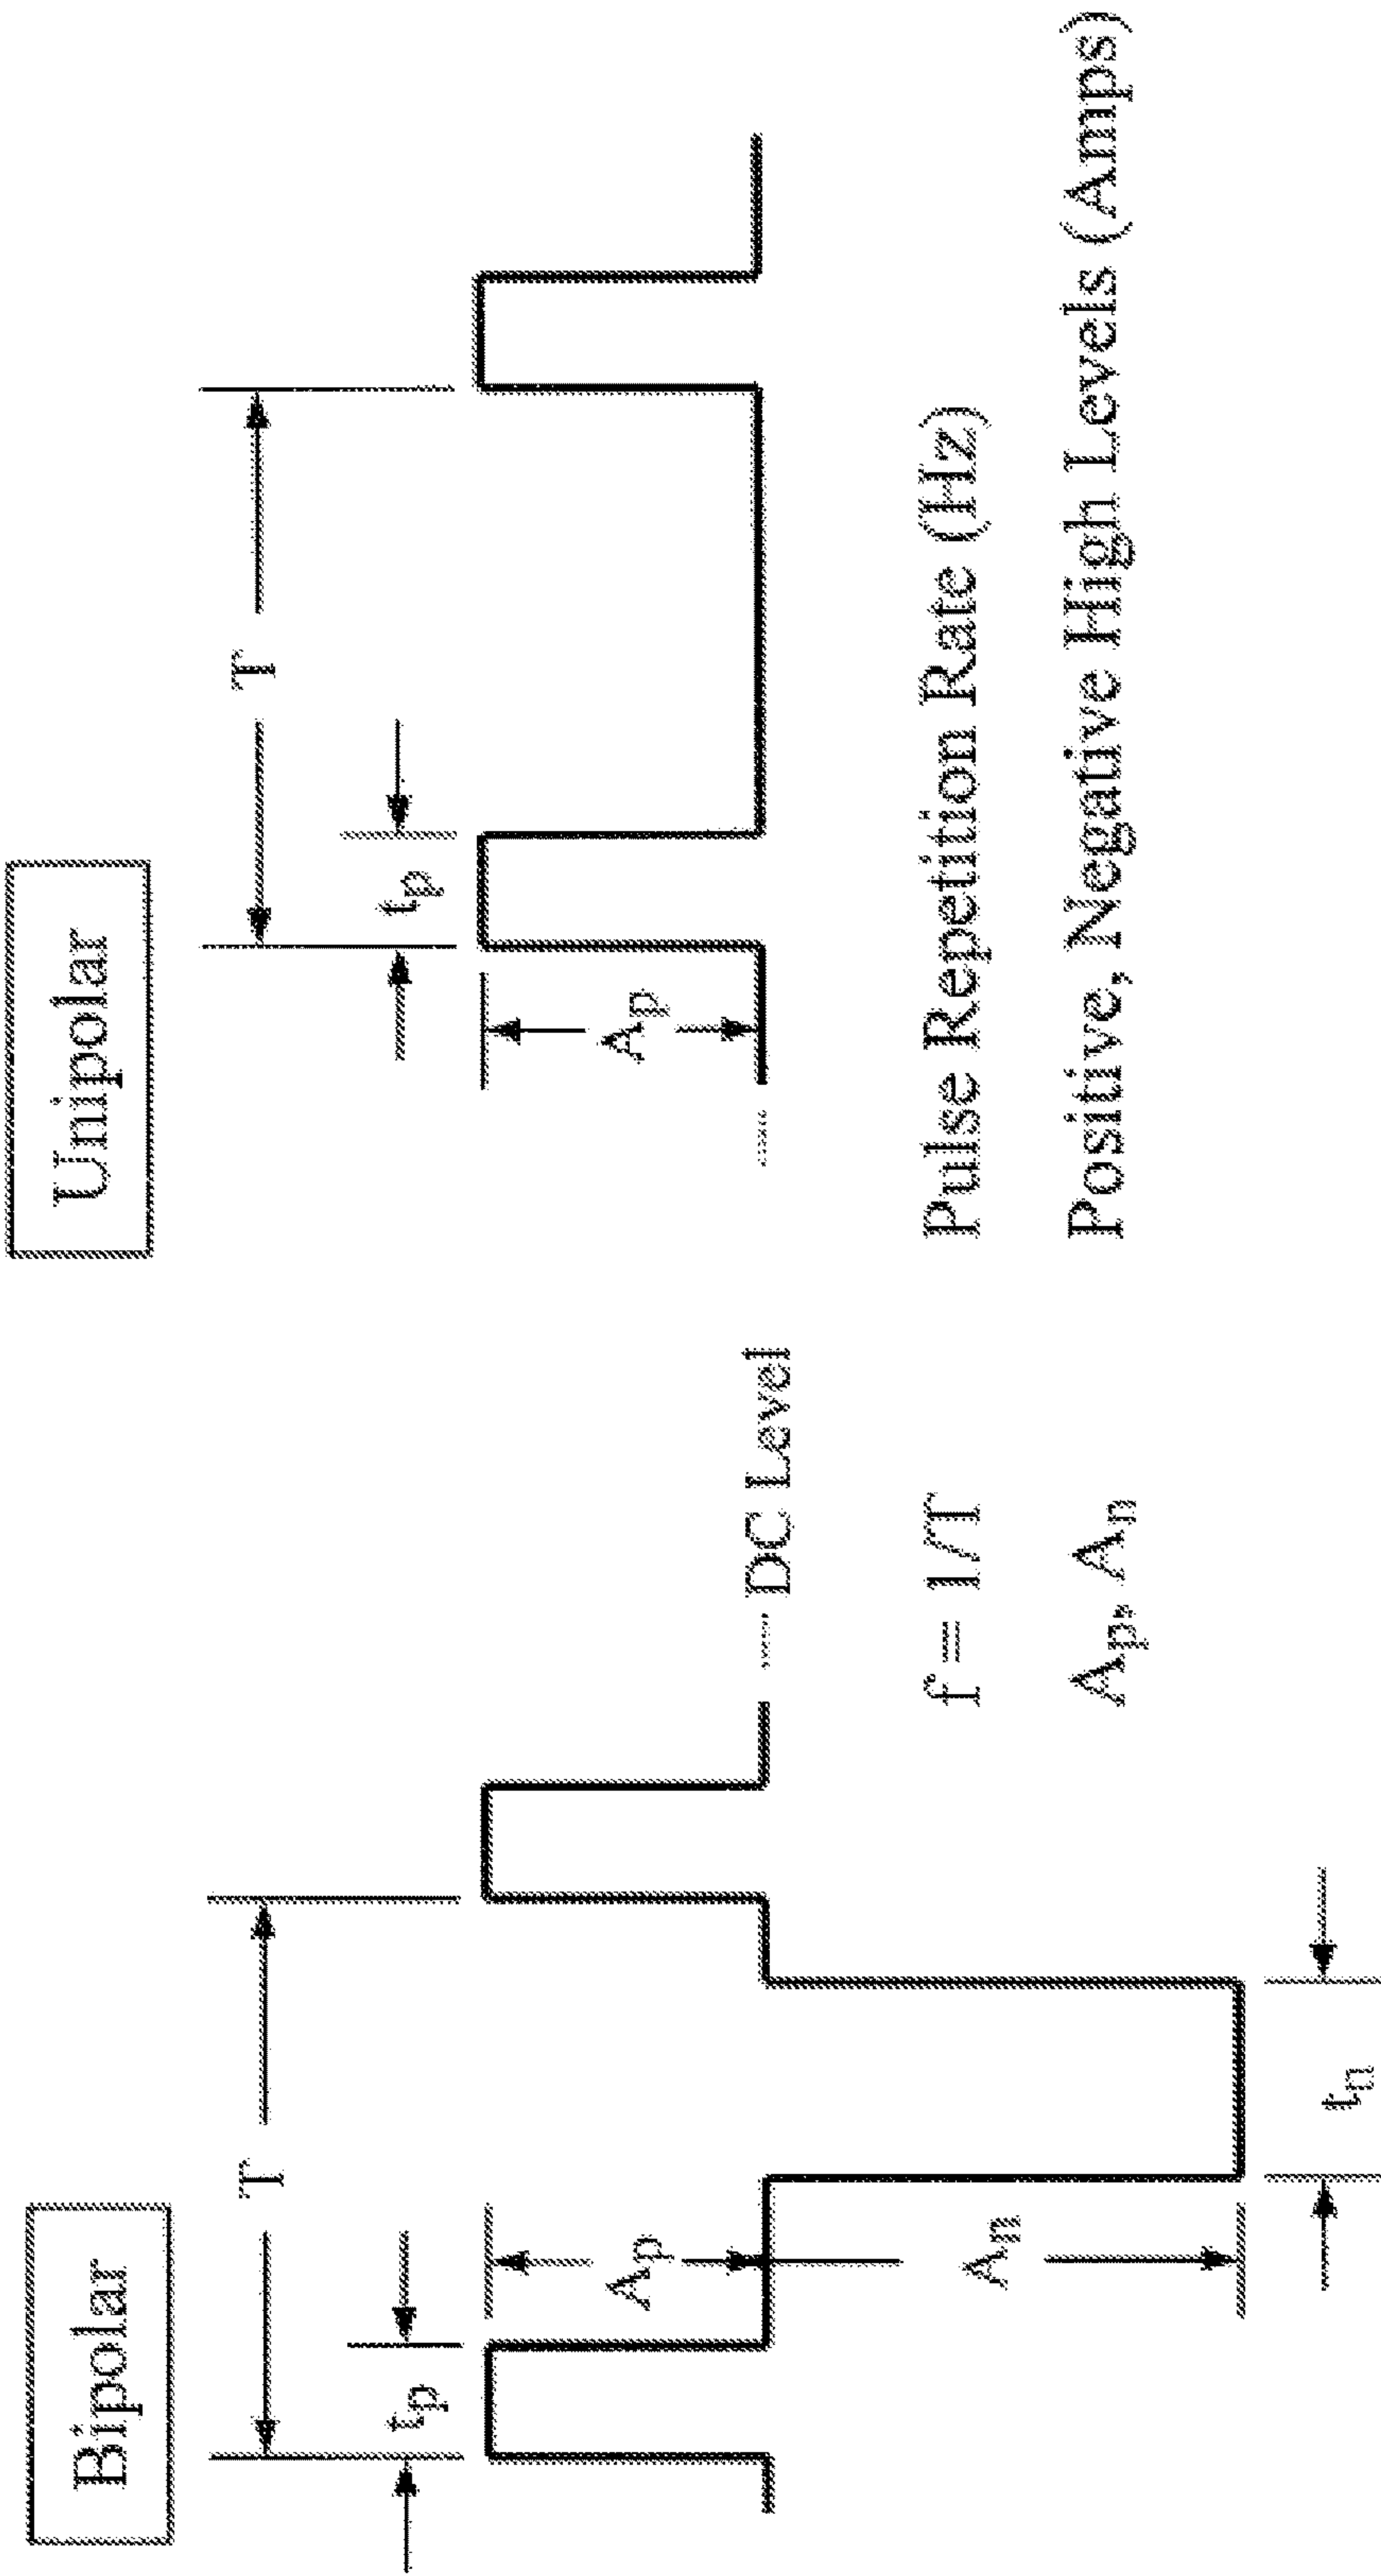 Bipolar
T
tp
Ap
An
tn
DC Level
Unipolar
T
tp
Ap
f = 1/T Pulse Repetition Rate (Hz)
Ap, An Positive, Negative High Levels (Amps)